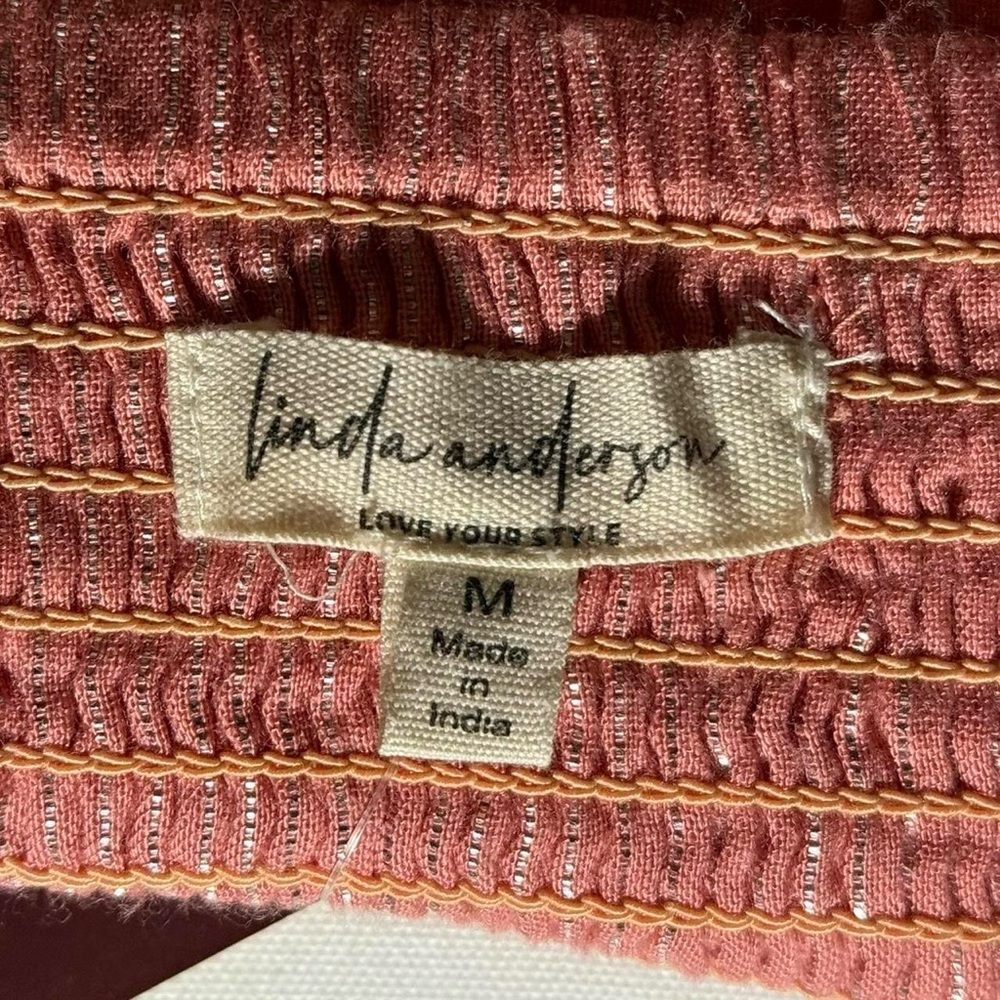 linda anderson
LOVE YOUR STYLE
M
Made
in
India